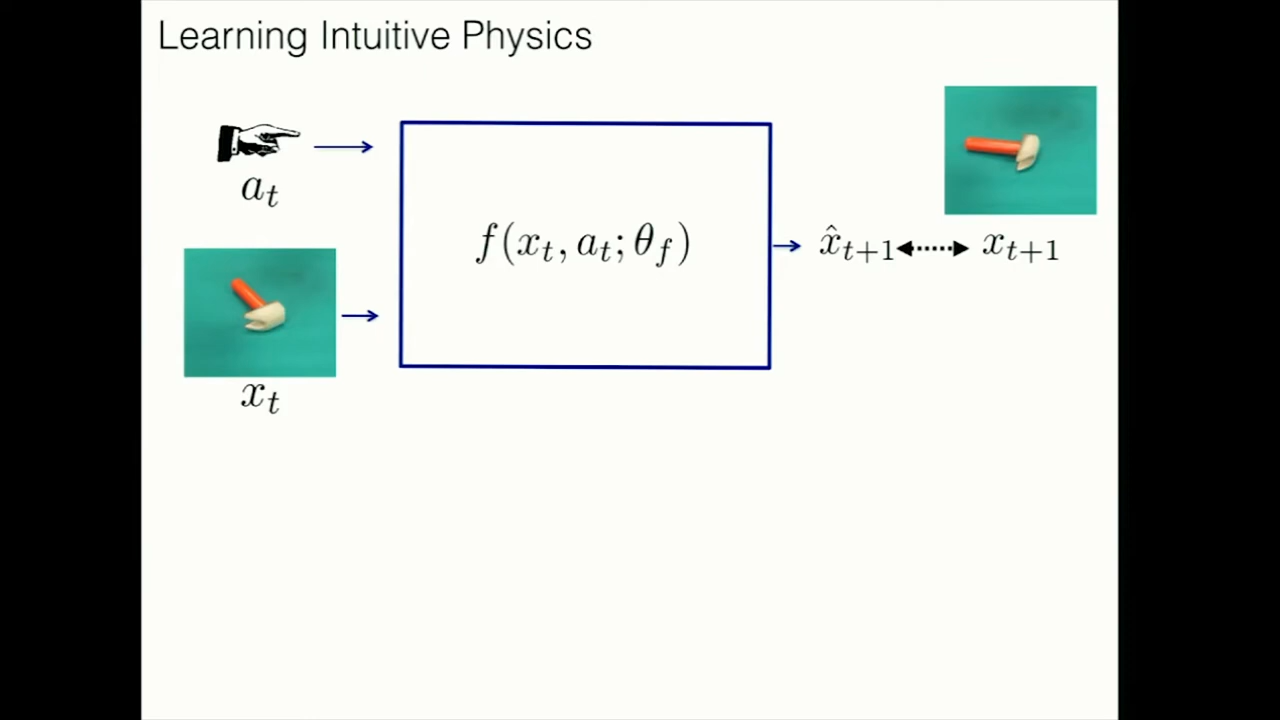 Learning Intuitive Physics
a_t
f(x_t, a_t; θ_f)
x̂_{t+1} x_{t+1}
x_t